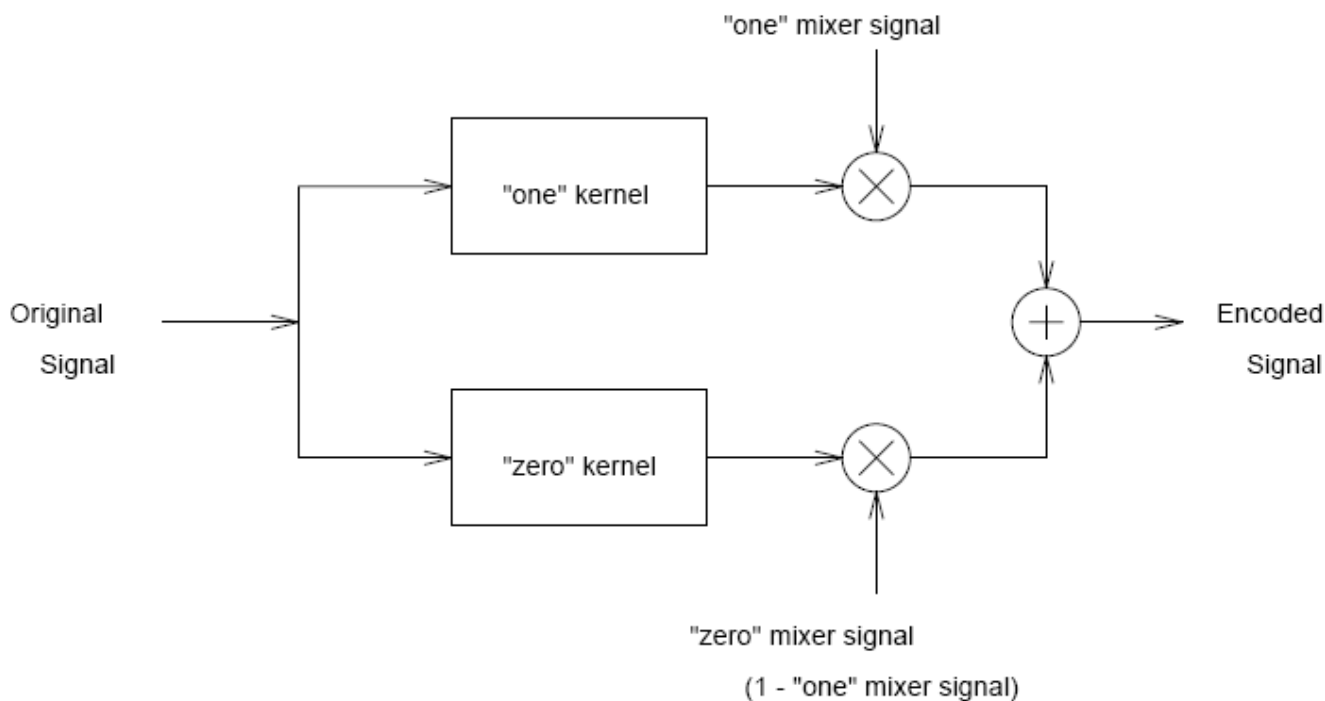 "one" mixer signal
"one" kernel
Original
Signal
Encoded
Signal
"zero" kernel
"zero" mixer signal
(1 - "one" mixer signal)